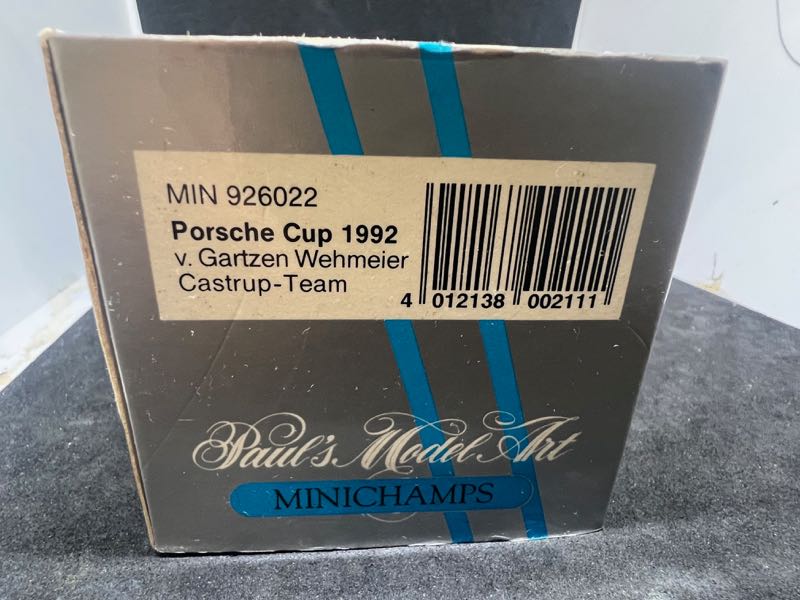 MIN 926022
Porsche Cup 1992
v. Gartzen Wehmeier
Castrup-Team
4 012138 002111
Paul's Model Art
MINICHAMPS